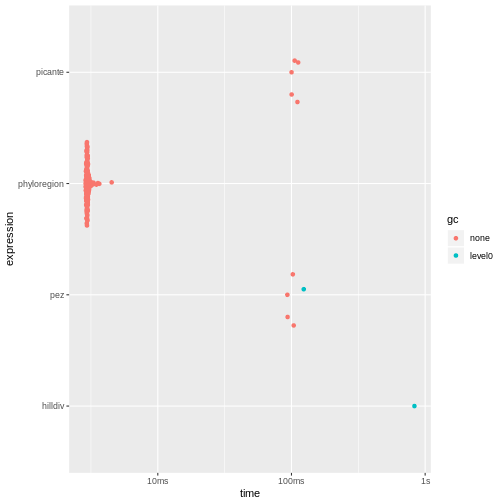 picante
phyloregion
pez
hilldiv
expression
10ms
100ms
1s
time
gc
none
level0